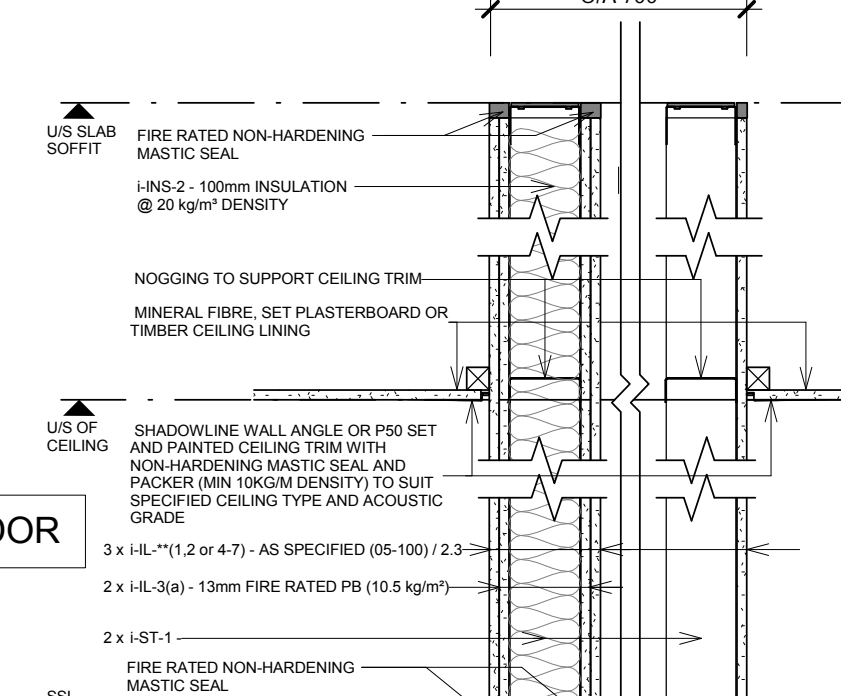 U/S SLAB
SOFFIT
FIRE RATED NON-HARDENING
MASTIC SEAL
i-INS-2 - 100mm INSULATION
@ 20 kg/m³ DENSITY
NOGGING TO SUPPORT CEILING TRIM
MINERAL FIBRE, SET PLASTERBOARD OR
TIMBER CEILING LINING
U/S OF
CEILING
SHADOWLINE WALL ANGLE OR P50 SET
AND PAINTED CEILING TRIM WITH
NON-HARDENING MASTIC SEAL AND
PACKER (MIN 10KG/M DENSITY) TO SUIT
SPECIFIED CEILING TYPE AND ACOUSTIC
GRADE
OOR
3 x i-IL-**(1,2 or 4-7) - AS SPECIFIED (05-100) / 2.3
2 x i-IL-3(a) - 13mm FIRE RATED PB (10.5 kg/m²)
2 x i-ST-1
FIRE RATED NON-HARDENING
MASTIC SEAL